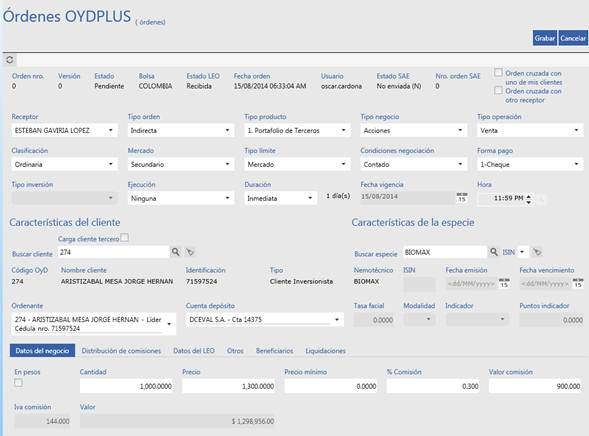 Órdenes OYDPLUS ( órdenes)
Grabar Cancelar
Orden nro. Versión Estado Bolsa Estado LEO Fecha orden Usuario Estado SAE Nro. orden SAE
0 0 Pendiente COLOMBIA Recibida 15/08/2014 06:33:04 AM oscar.cardona No enviada (N) 0
Orden cruzada con
uno de mis clientes
Orden cruzada con
otro receptor
Receptor Tipo orden Tipo producto Tipo negocio Tipo operación
ESTEBAN GAVIRIA LOPEZ Indirecta 1. Portafolio de Terceros Acciones Venta
Clasificación Mercado Tipo límite Condiciones negociación Forma pago
Ordinaria Secundario Mercado Contado 1-Cheque
Tipo inversión Ejecución Duración Fecha vigencia Hora
Ninguna Inmediata 1 día(s) 15/08/2014 15 11:59 PM
Características del cliente Características de la especie
Carga cliente tercero
Buscar cliente 274 Buscar especie BIOMAX ISIN
Código OyD Nombre cliente Identificación Tipo Nemotécnico ISIN Fecha emisión Fecha vencimiento
274 ARISTIZABAL MESA JORGE HERNAN 71597524 Cliente Inversionista BIOMAX <dd/MM/yyyy> 15 <dd/MM/yyyy> 15
Ordenante Cuenta depósito Tasa facial Modalidad Indicador Puntos indicador
274 - ARISTIZABAL MESA JORGE HERNAN - Líder
Cédula nro. 71597524
DCEVAL S.A. - Cta 14375 0.0000 0.0000
Datos del negocio Distribución de comisiones Datos del LEO Otros Beneficiarios Liquidaciones
En pesos Cantidad Precio Precio mínimo % Comisión Valor comisión
1,000.0000 1,300.0000 0.0000 0.300 900.000
Iva comisión Valor
144.000 $ 1,298,956.00